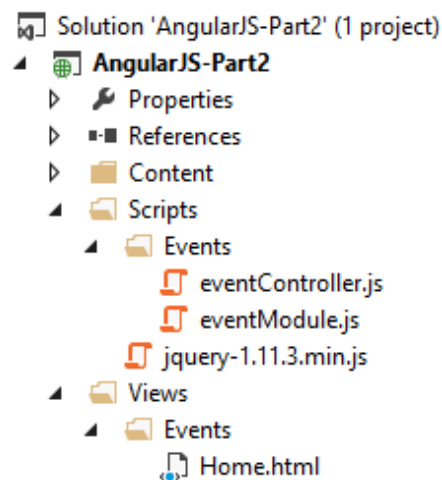 Solution 'AngularJS-Part2' (1 project)
AngularJS-Part2
Properties
References
Content
Scripts
Events
eventController.js
eventModule.js
jquery-1.11.3.min.js
Views
Events
Home.html